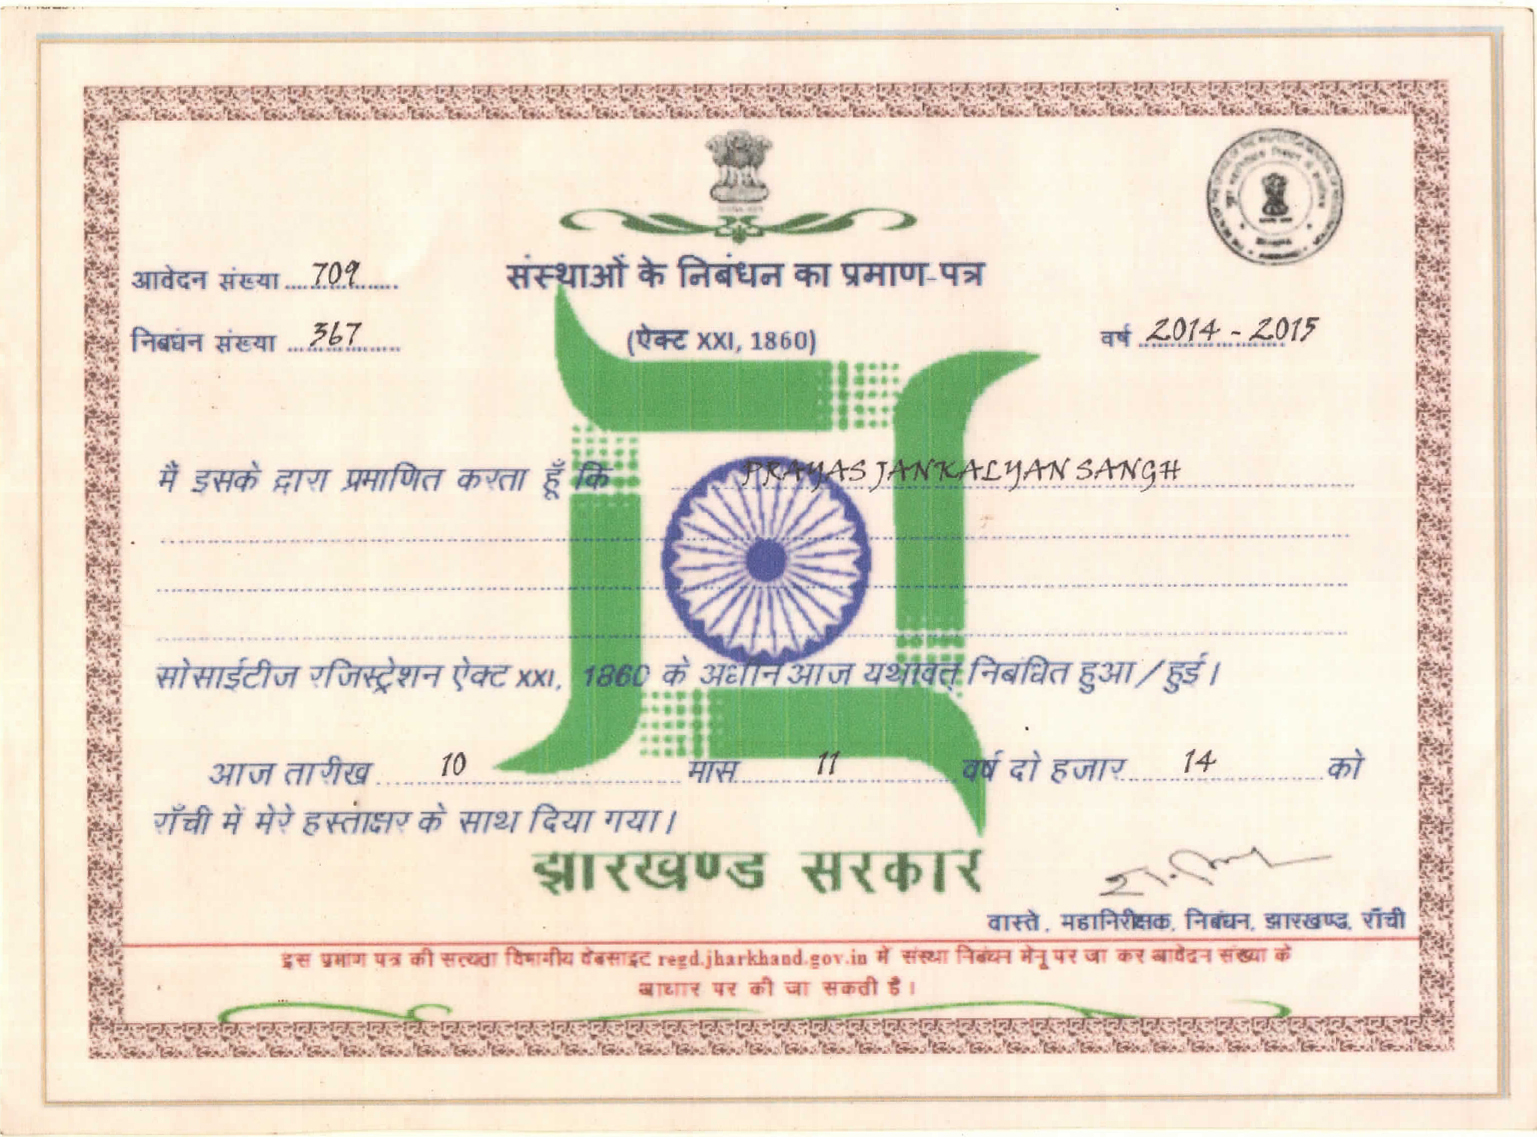 आवेदन संख्या 709
संस्थाओं के निबंधन का प्रमाण-पत्र
निबंधन संख्या 367
(ऐक्ट XXI, 1860)
वर्ष 2014 - 2015
मैं इसके द्वारा प्रमाणित करता हूँ कि PRAYAS JANKALYAN SANGH
सोसाईटीज रजिस्ट्रेशन ऐक्ट XXI, 1860 के अधीन आज यथावत् निबंधित हुआ / हुई।
आज तारीख 10 मास 11 वर्ष दो हजार 14 को
राँची में मेरे हस्ताक्षर के साथ दिया गया।
झारखण्ड सरकार
वास्ते, महानिरीक्षक, निबंधन, झारखण्ड, राँची
इस प्रमाण पत्र की सत्यता विभागीय वेबसाइट regd.jharkhand.gov.in में संस्था निबंधन मेनू पर जा कर आवेदन संख्या के
आधार पर की जा सकती है।